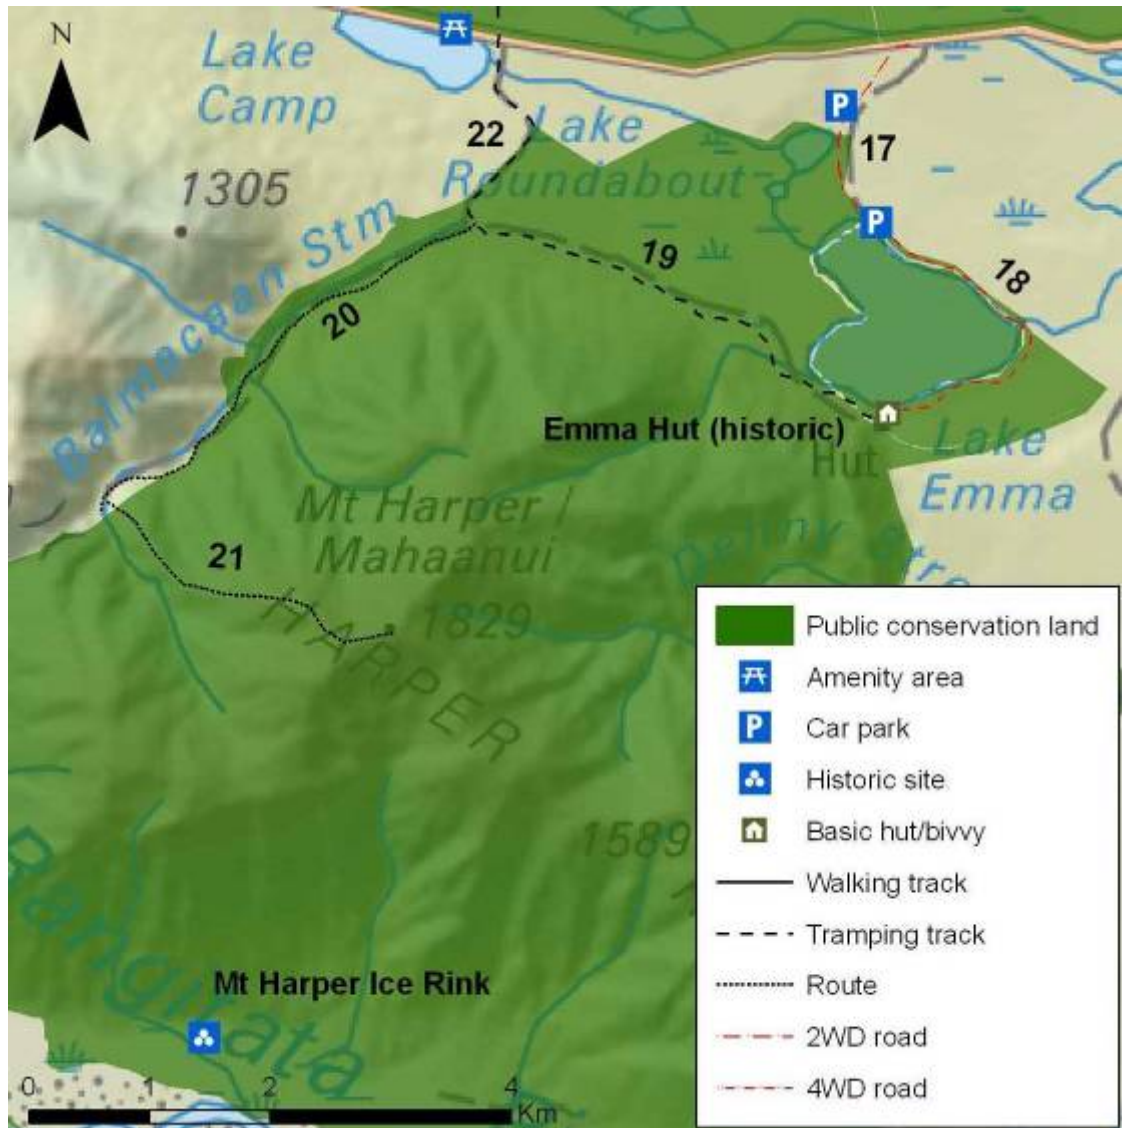 N
Lake
Camp
22
Lake
Roundabout
17
1305
Balmacaan Stm
19
18
20
Emma Hut (historic)
Hut
Lake
Emma
Mt Harper /
Mahaanui
21
1829
HARPER
1589
Rangitata
Mt Harper Ice Rink
0 1 2 4
Km
P
P
Public conservation land
Amenity area
P Car park
Historic site
Basic hut/bivvy
Walking track
Tramping track
Route
2WD road
4WD road